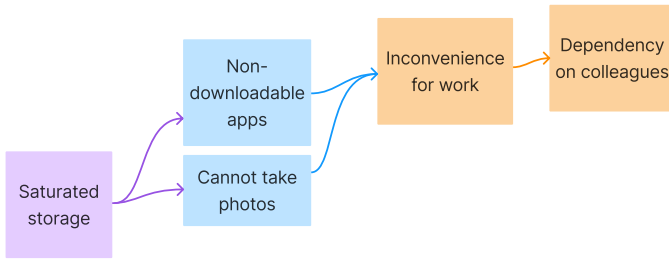 Non-
downloadable
apps
Cannot take
photos
Saturated
storage
Inconvenience
for work
Dependency
on colleagues